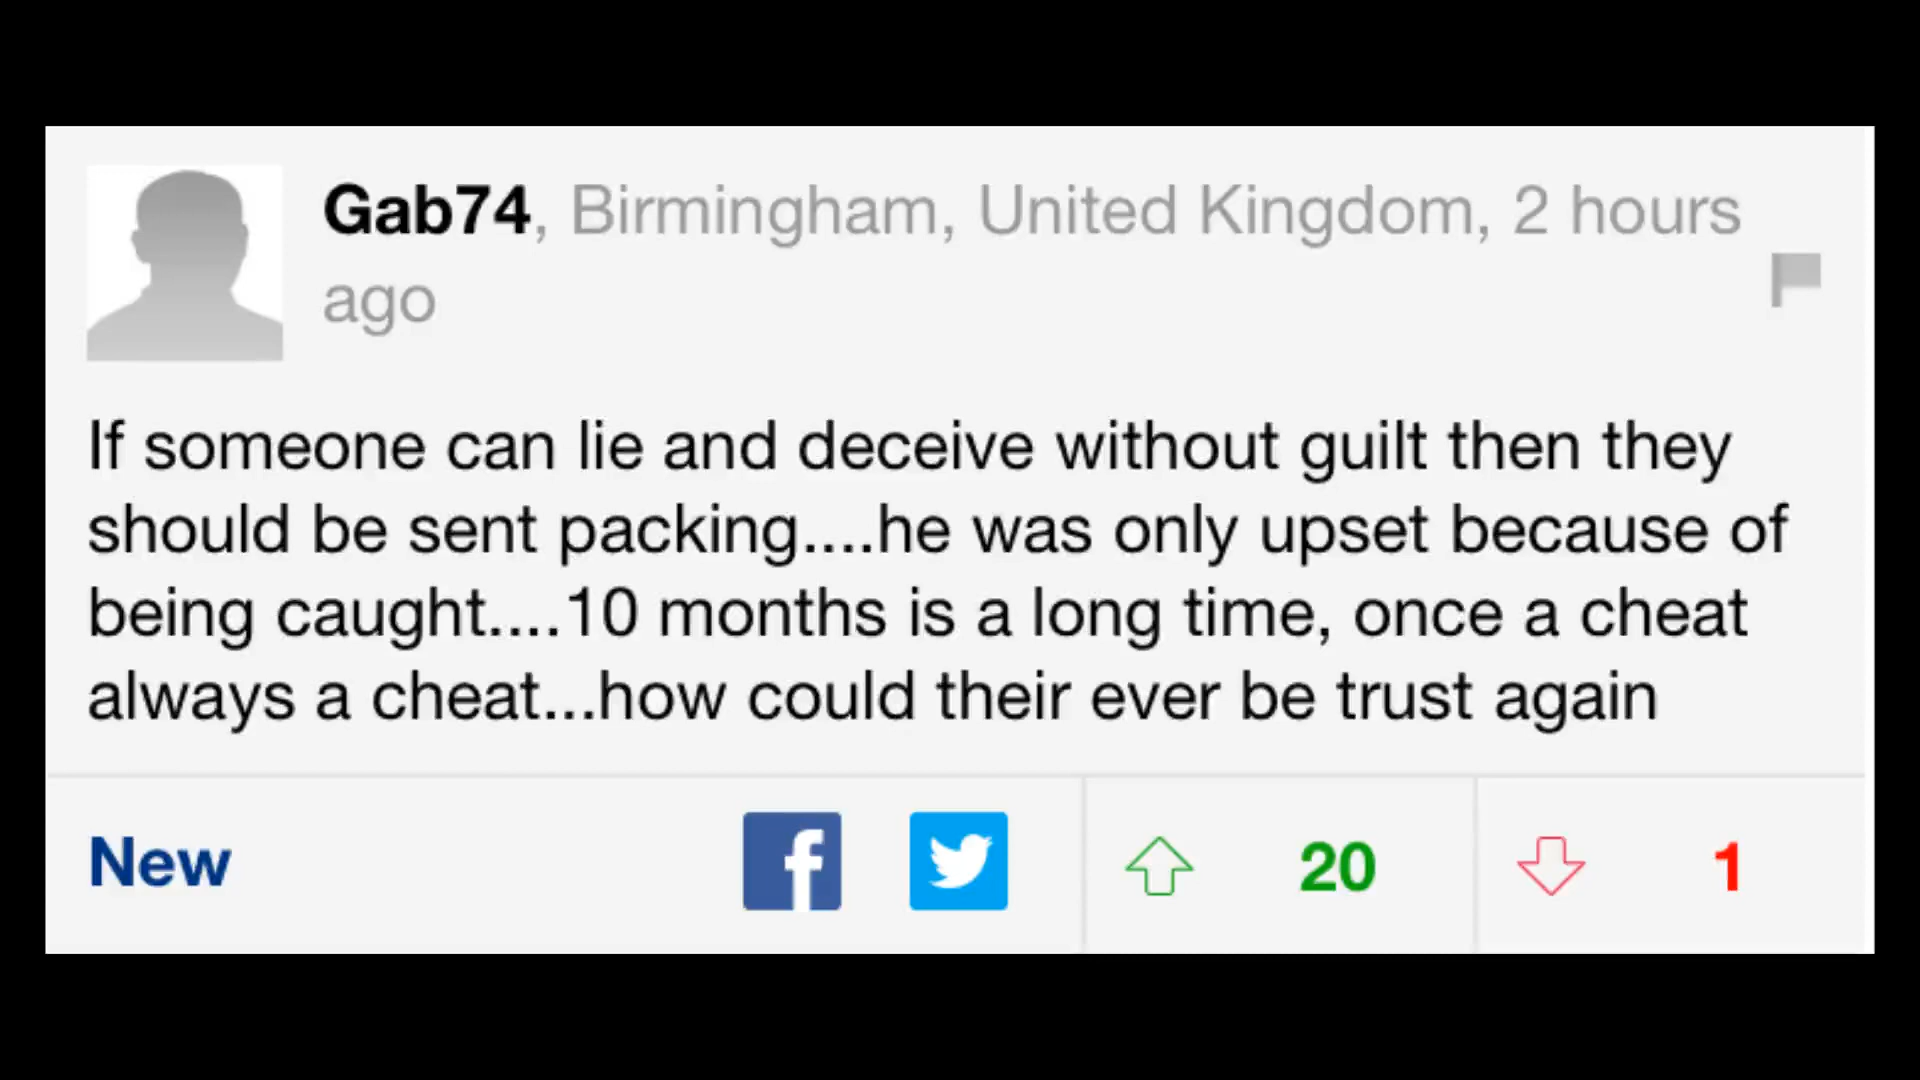 Gab74, Birmingham, United Kingdom, 2 hours
ago
If someone can lie and deceive without guilt then they
should be sent packing....he was only upset because of
being caught....10 months is a long time, once a cheat
always a cheat...how could their ever be trust again
New
20
1